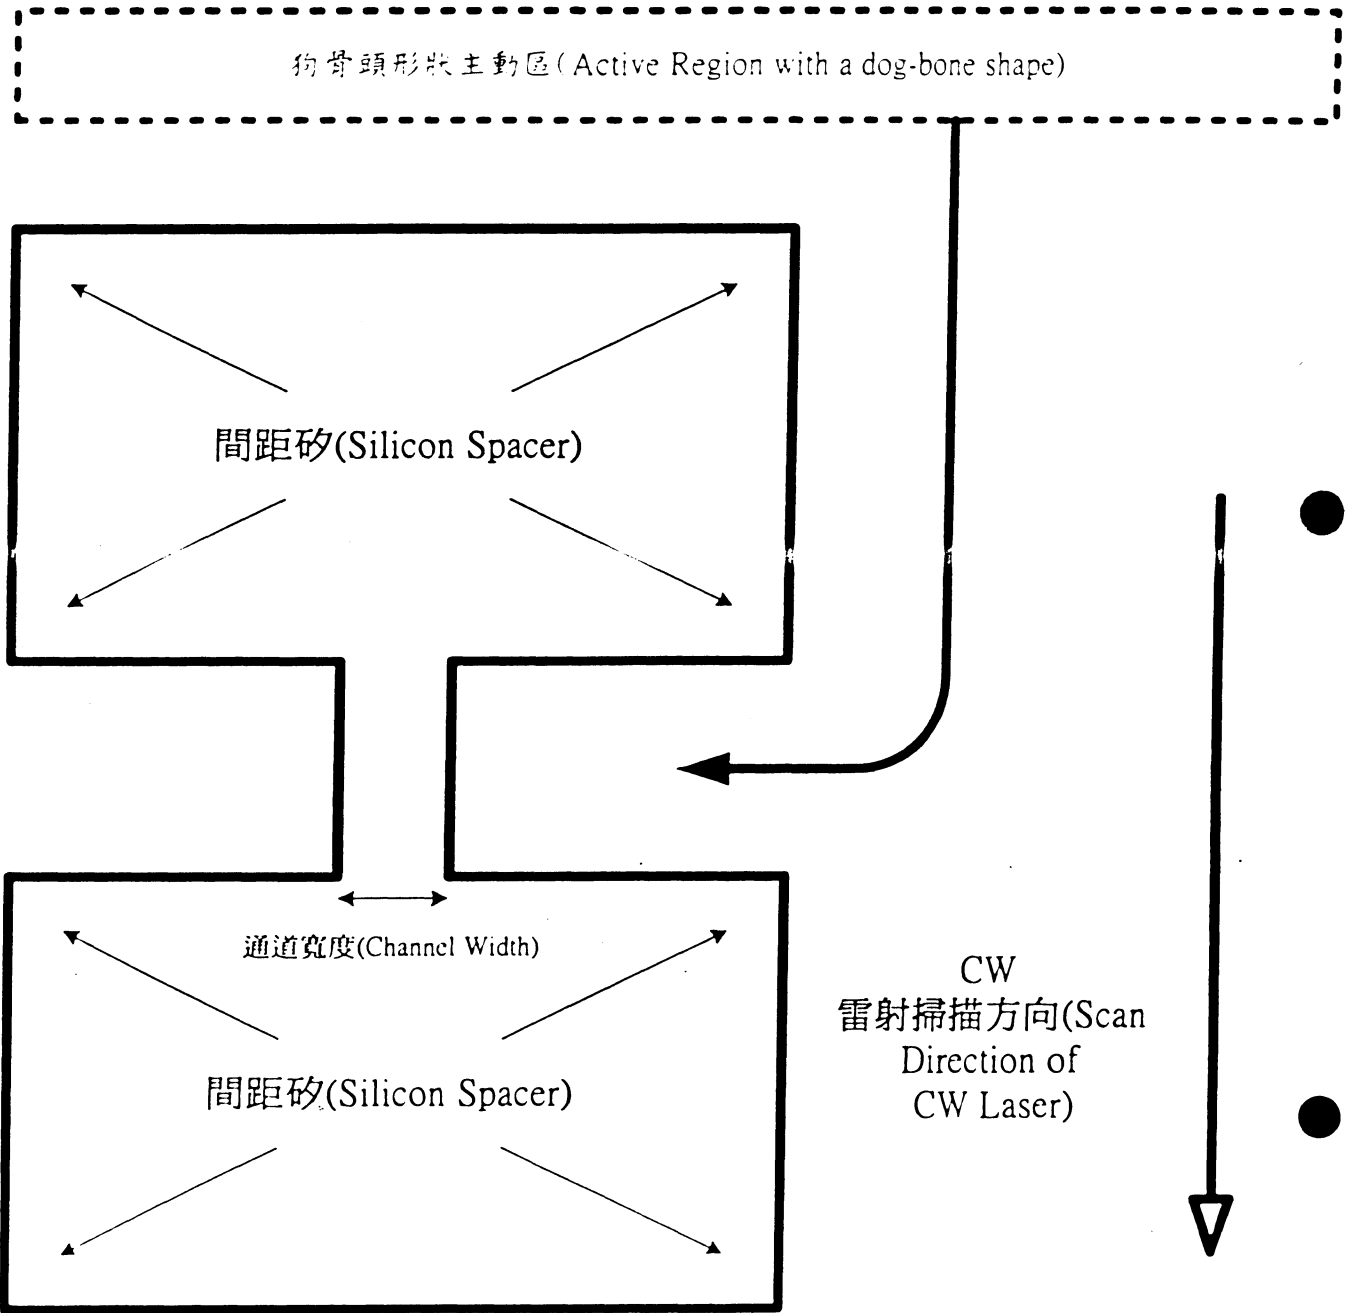 狗骨頭形狀主動區(Active Region with a dog-bone shape)
間距矽(Silicon Spacer)
通道寬度(Channel Width)
間距矽(Silicon Spacer)
CW
雷射掃描方向(Scan
Direction of
CW Laser)